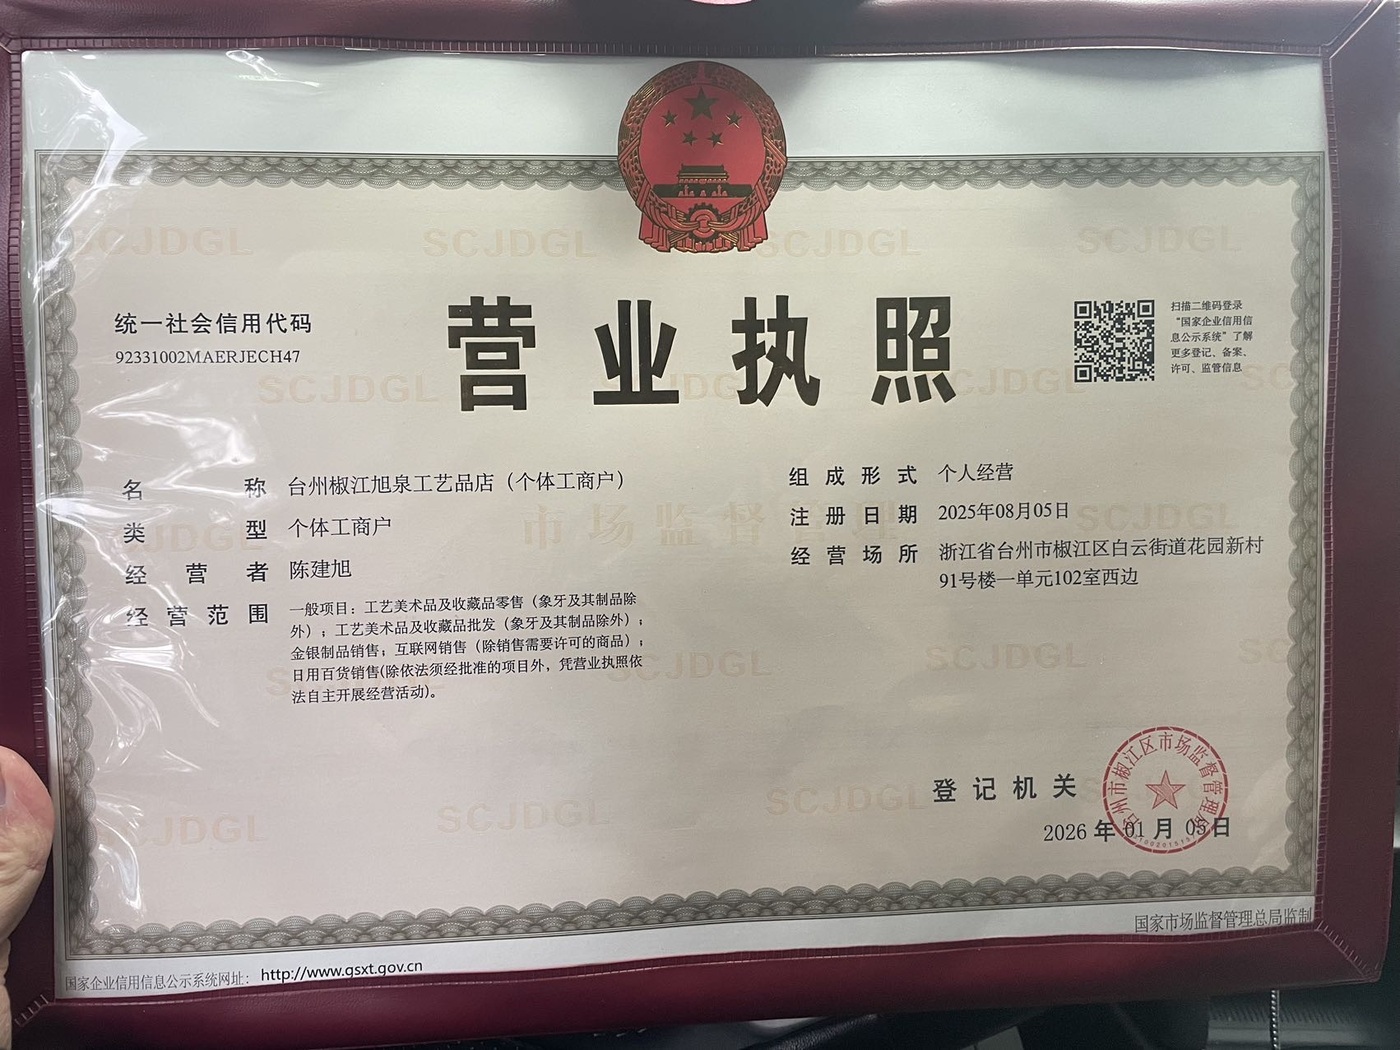 统一社会信用代码
92331002MAERJECH47
营业执照
扫描二维码登录
“国家企业信用信
息公示系统”了解
更多登记、备案、
许可、监管信息
名称 台州椒江旭泉工艺品店（个体工商户）
类型 个体工商户
经营者 陈建旭
经营范围 一般项目：工艺美术品及收藏品零售（象牙及其制品除
外）；工艺美术品及收藏品批发（象牙及其制品除外）；
金银制品销售；互联网销售（除销售需要许可的商品）；
日用百货销售(除依法须经批准的项目外，凭营业执照依
法自主开展经营活动)。
组成形式 个人经营
注册日期 2025年08月05日
经营场所 浙江省台州市椒江区白云街道花园新村
91号楼一单元102室西边
登记机关
台州市椒江区市场监督管理局
2026年01月05日
国家企业信用信息公示系统网址：http://www.gsxt.gov.cn
国家市场监督管理总局监制
SCJDGL
市场监督管理